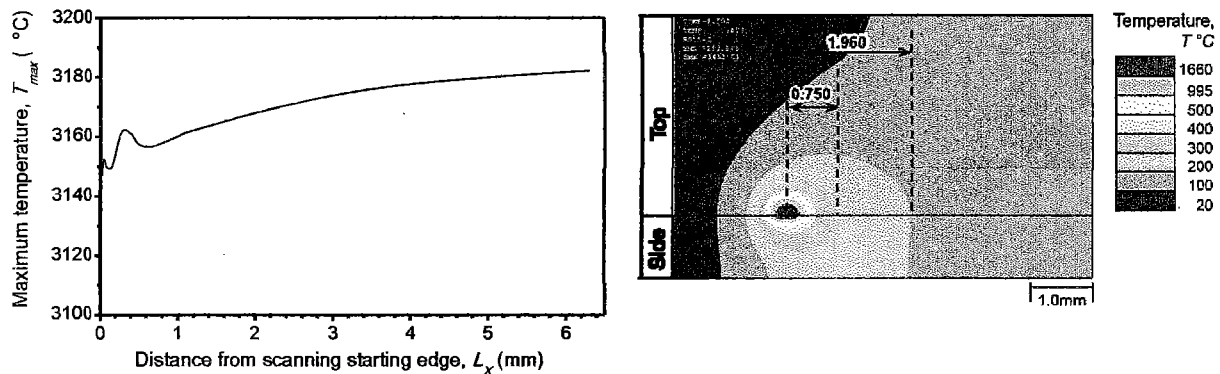 3200
3180
3160
3140
3120
3100
0 1 2 3 4 5 6
Maximum temperature, T_max ( °C)
Distance from scanning starting edge, L_x (mm)
Top
Side
1.960
0.750
1.0mm
Temperature,
T °C
1660
995
500
400
300
200
100
20